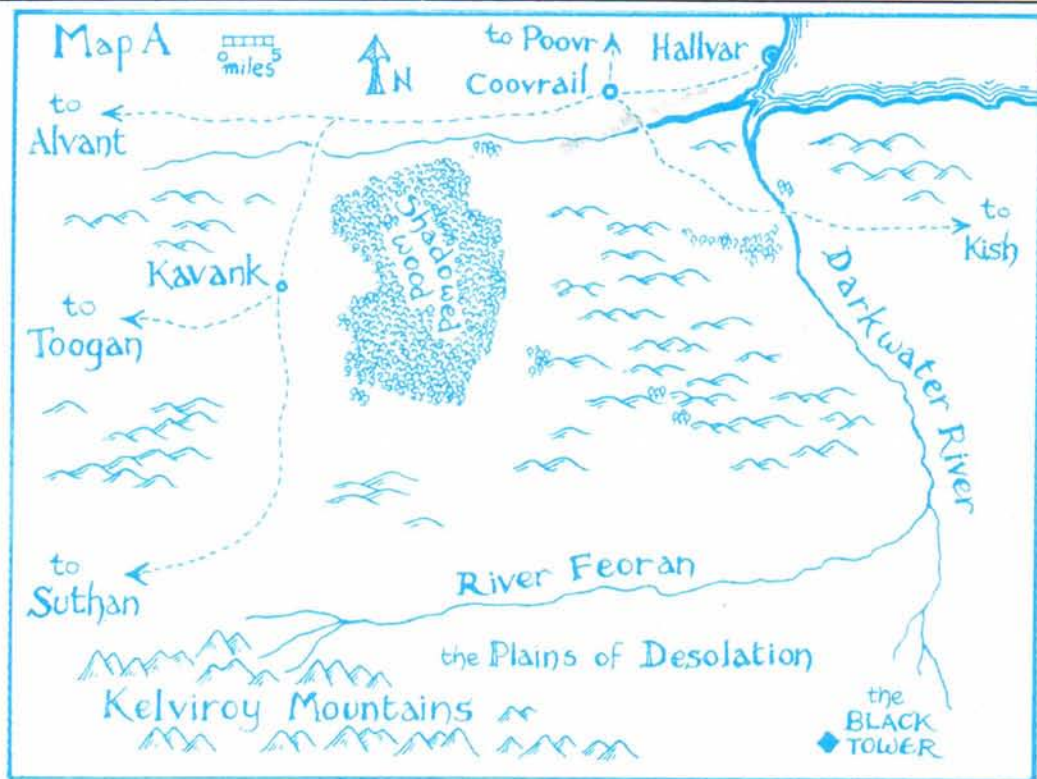 Map A
0 5
miles
N
to Poovr
Coovrail
Hallvar
to
Alvant
Shadowed
wood
to
Kish
Kavank
to
Toogan
Darkwater River
to
Suthan
River Feoran
the Plains of Desolation
Kelviroy Mountains
the
BLACK
TOWER